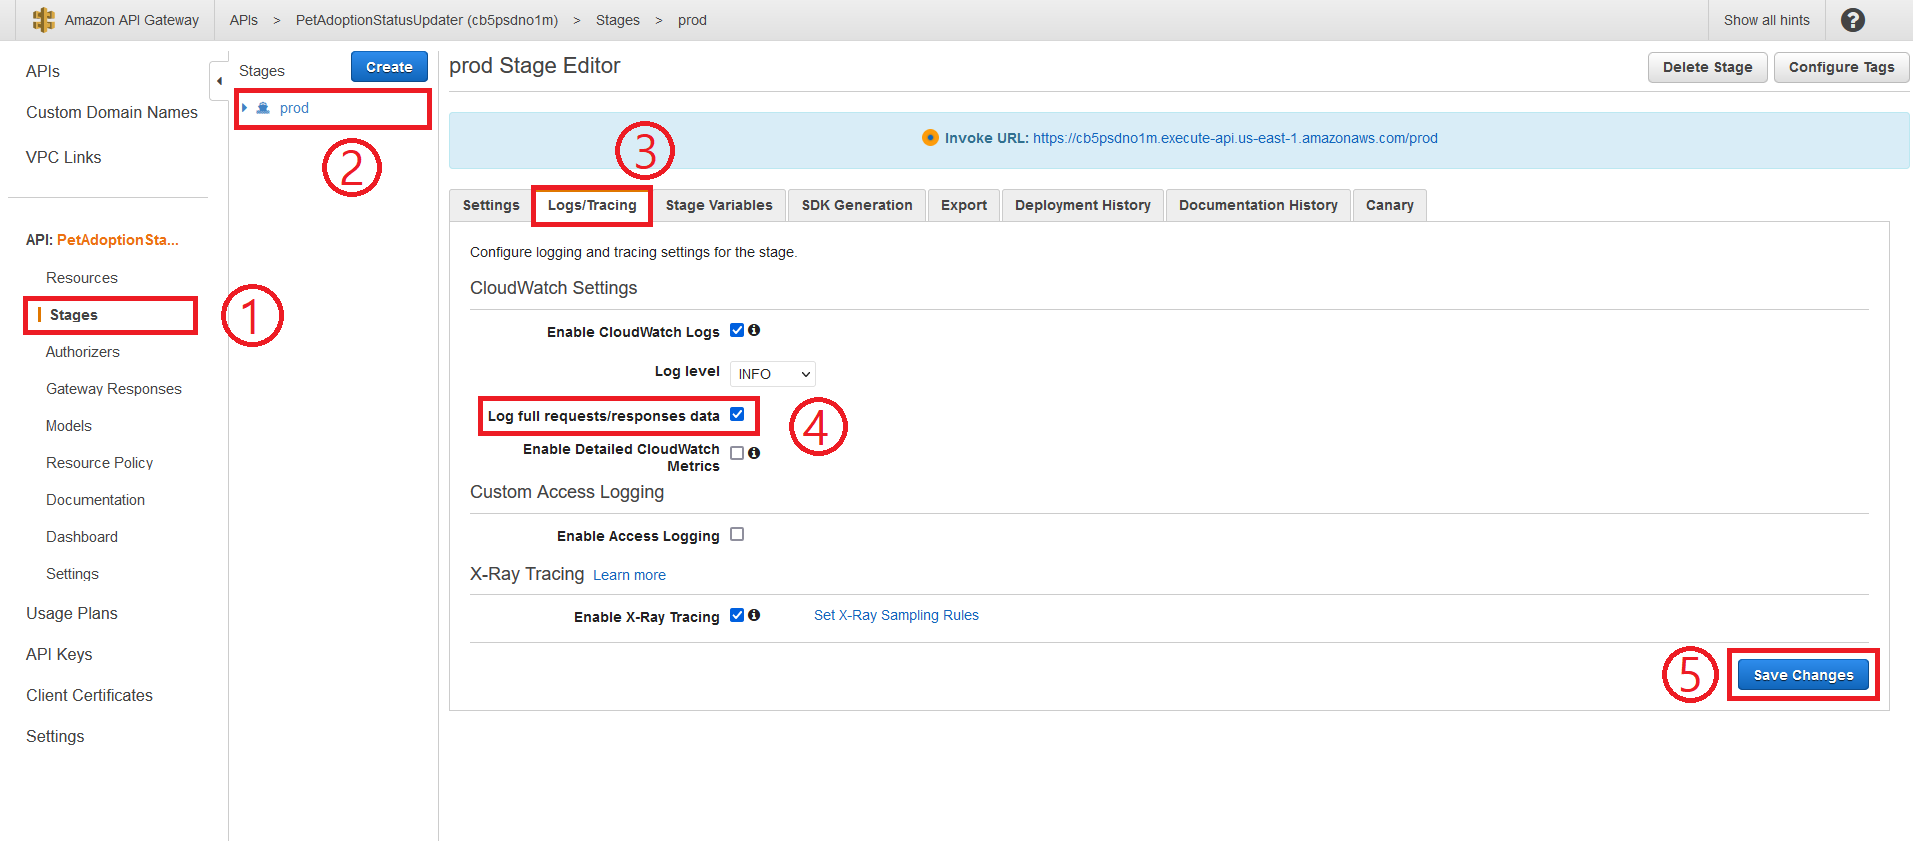 Amazon API Gateway
APIs > PetAdoptionStatusUpdater (cb5psdno1m) > Stages > prod
Show all hints
?
APIs
Custom Domain Names
VPC Links
API: PetAdoptionSta...
Resources
Stages
1
Authorizers
Gateway Responses
Models
Resource Policy
Documentation
Dashboard
Settings
Usage Plans
API Keys
Client Certificates
Settings
Stages
Create
prod
2
prod Stage Editor
Delete Stage
Configure Tags
Invoke URL: https://cb5psdno1m.execute-api.us-east-1.amazonaws.com/prod
3
Settings
Logs/Tracing
Stage Variables
SDK Generation
Export
Deployment History
Documentation History
Canary
Configure logging and tracing settings for the stage.
CloudWatch Settings
Enable CloudWatch Logs
Log level
INFO
Log full requests/responses data
4
Enable Detailed CloudWatch
Metrics
Custom Access Logging
Enable Access Logging
X-Ray Tracing Learn more
Enable X-Ray Tracing
Set X-Ray Sampling Rules
5
Save Changes